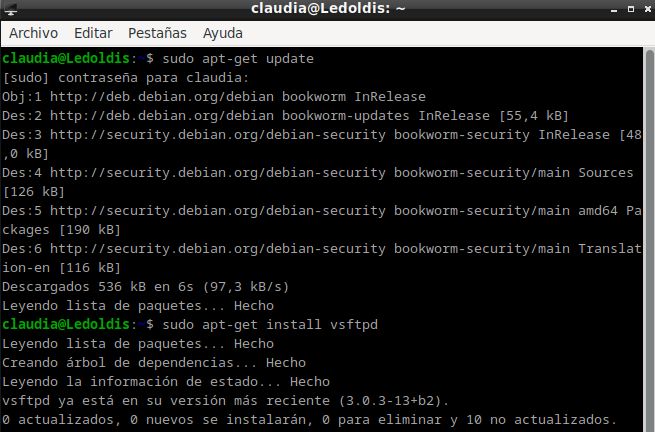 claudia@Ledoldis: ~
Archivo Editar Pestañas Ayuda
claudia@Ledoldis:~$ sudo apt-get update
[sudo] contraseña para claudia:
Obj:1 http://deb.debian.org/debian bookworm InRelease
Des:2 http://deb.debian.org/debian bookworm-updates InRelease [55,4 kB]
Des:3 http://security.debian.org/debian-security bookworm-security InRelease [48
,0 kB]
Des:4 http://security.debian.org/debian-security bookworm-security/main Sources
[126 kB]
Des:5 http://security.debian.org/debian-security bookworm-security/main amd64 Pa
ckages [190 kB]
Des:6 http://security.debian.org/debian-security bookworm-security/main Translat
ion-en [116 kB]
Descargados 536 kB en 6s (97,3 kB/s)
Leyendo lista de paquetes... Hecho
claudia@Ledoldis:~$ sudo apt-get install vsftpd
Leyendo lista de paquetes... Hecho
Creando árbol de dependencias... Hecho
Leyendo la información de estado... Hecho
vsftpd ya está en su versión más reciente (3.0.3-13+b2).
0 actualizados, 0 nuevos se instalarán, 0 para eliminar y 10 no actualizados.